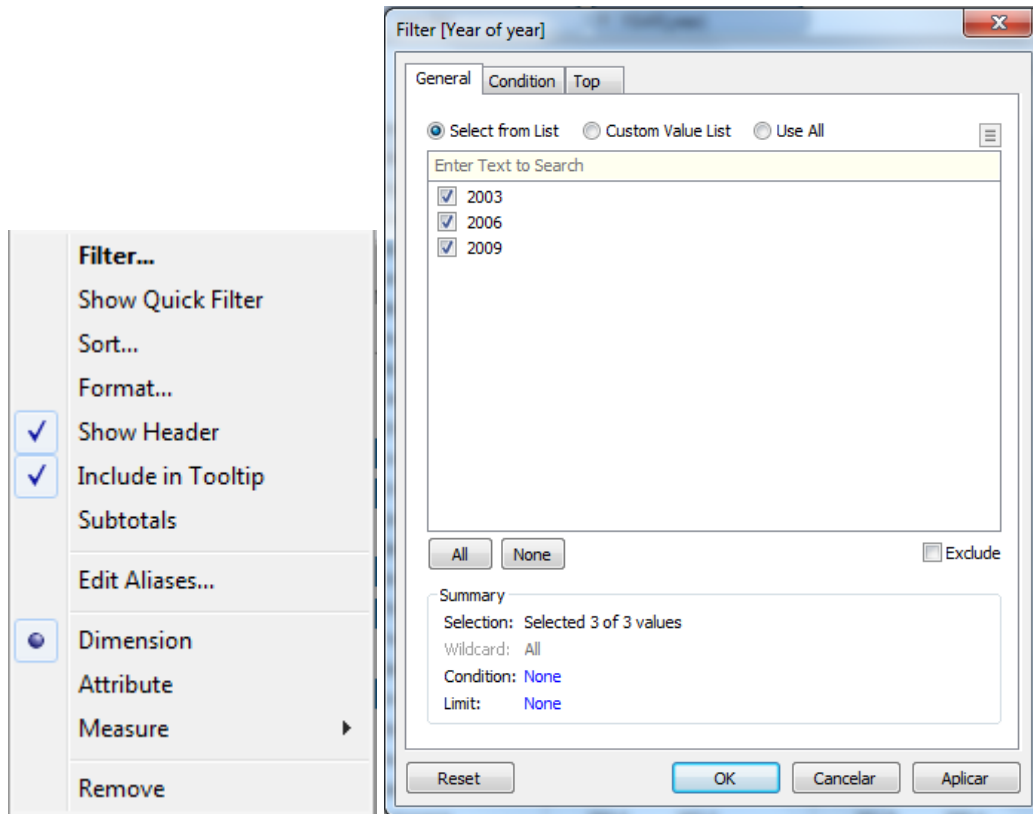 Filter...
Show Quick Filter
Sort...
Format...
Show Header
Include in Tooltip
Subtotals
Edit Aliases...
Dimension
Attribute
Measure
Remove
Filter [Year of year]
General Condition Top
Select from List Custom Value List Use All
Enter Text to Search
2003
2006
2009
All None Exclude
Summary
Selection: Selected 3 of 3 values
Wildcard: All
Condition: None
Limit: None
Reset OK Cancelar Aplicar